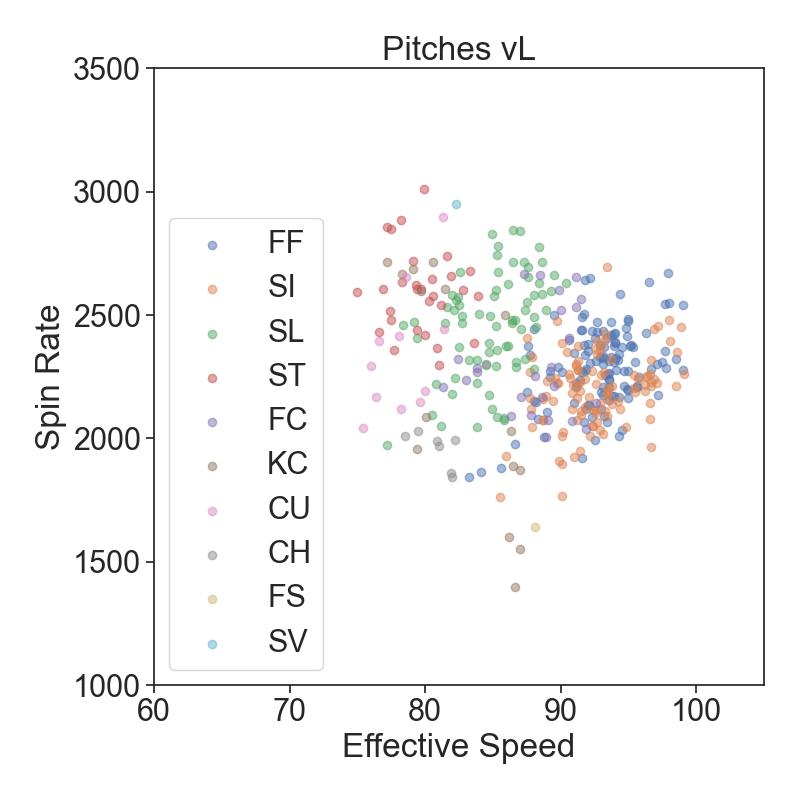 Pitches vL
3500
3000
2500
2000
1500
1000
Spin Rate
FF
SI
SL
ST
FC
KC
CU
CH
FS
SV
60
70
80
90
100
Effective Speed